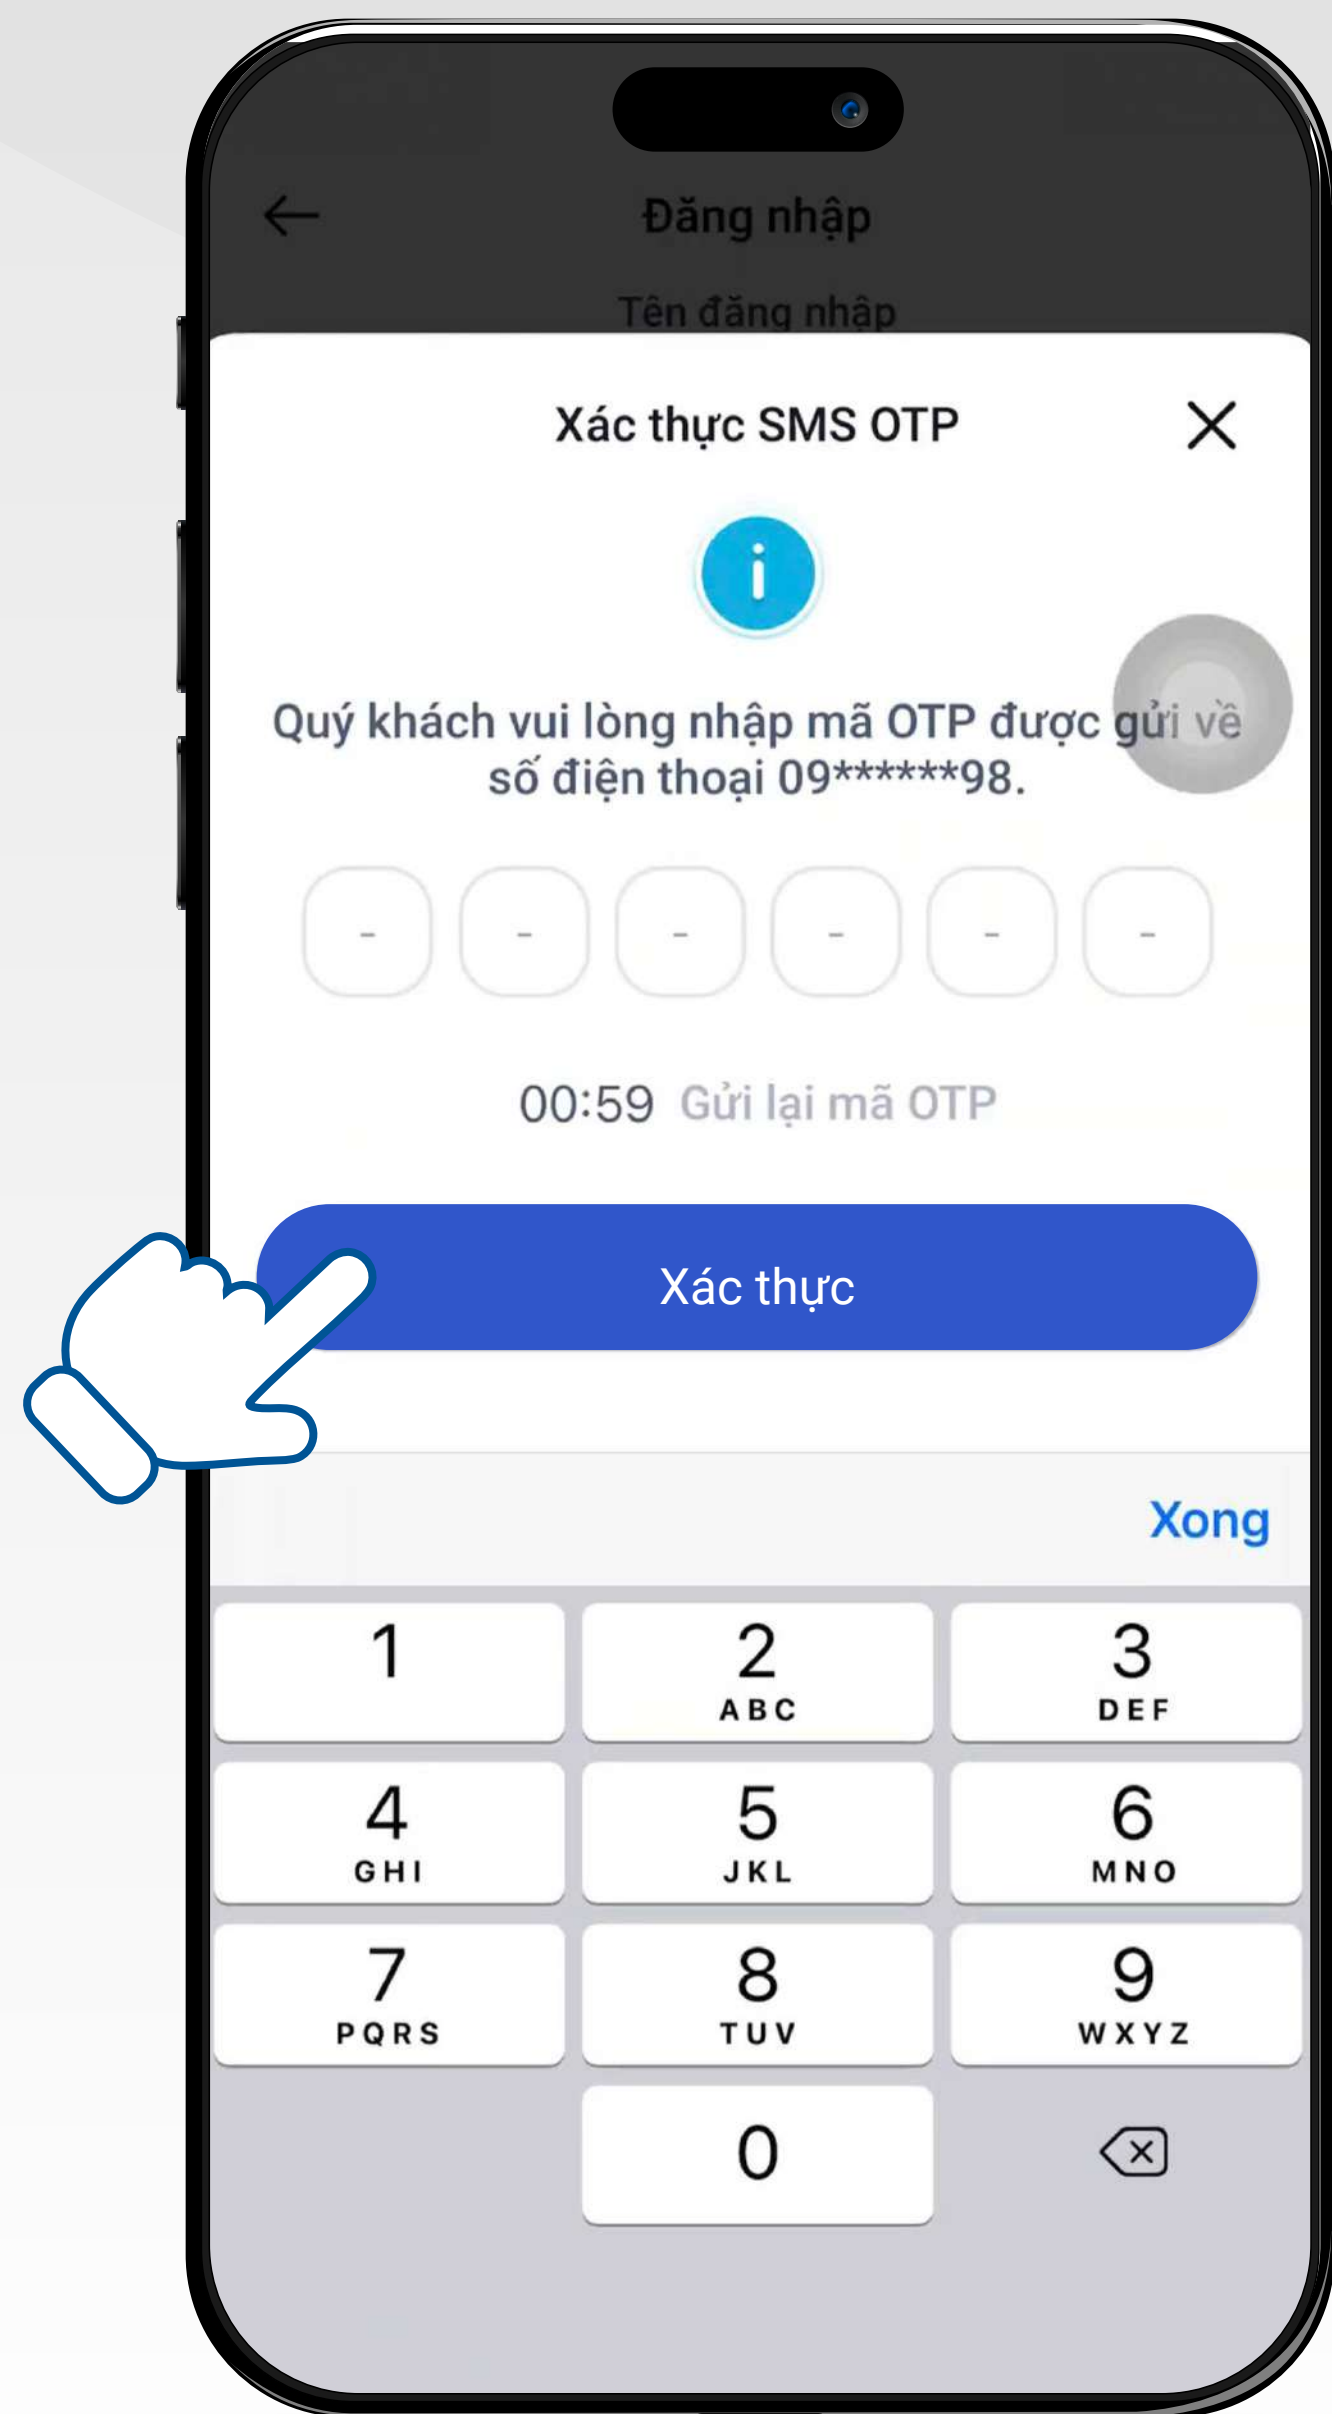 Đăng nhập
Tên đăng nhập
Xác thực SMS OTP
i
Quý khách vui lòng nhập mã OTP được gửi về
số điện thoại 09******98.
- - - - - -
00:59 Gửi lại mã OTP
Xác thực
Xong
1 2 3
ABC DEF
4 5 6
GHI JKL MNO
7 8 9
PQRS TUV WXYZ
0